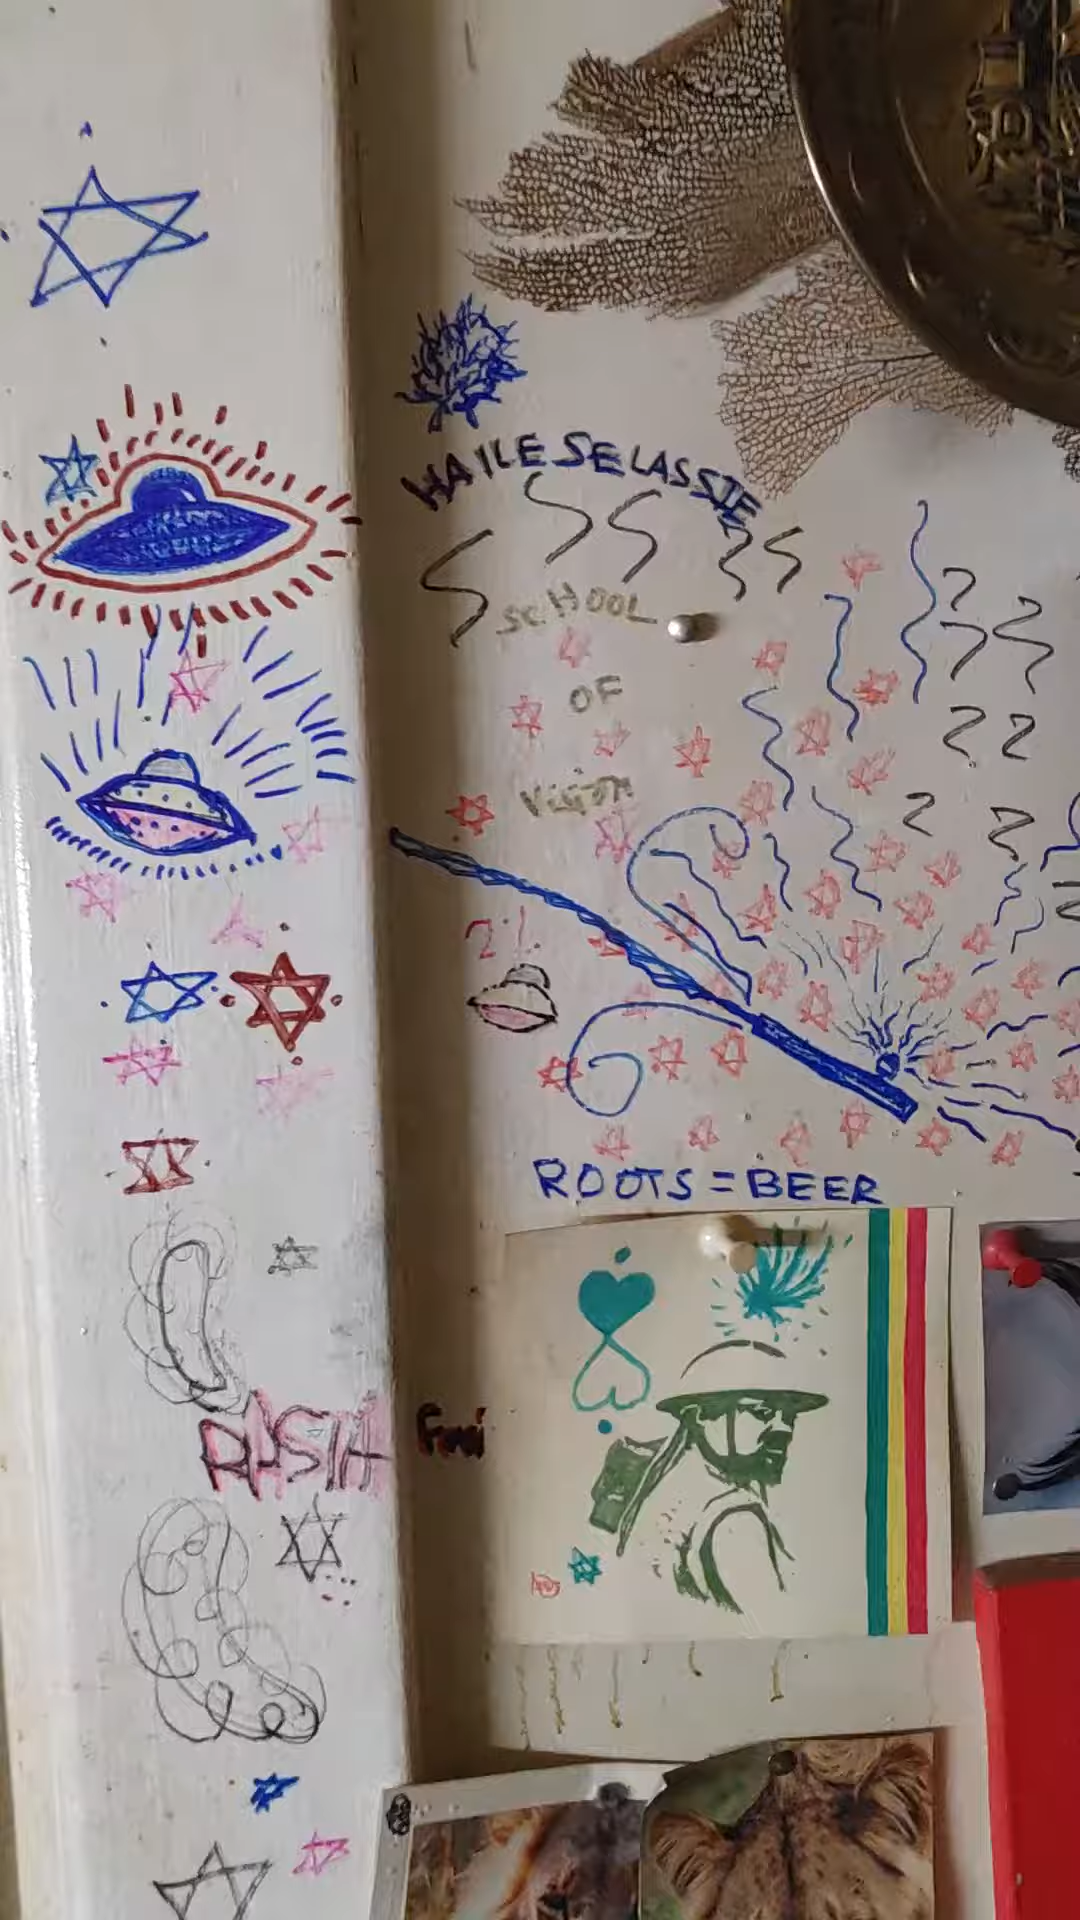 HAILE SELASSIE
SCHOOL
OF
Vision
ROOTS = BEER
RASTA